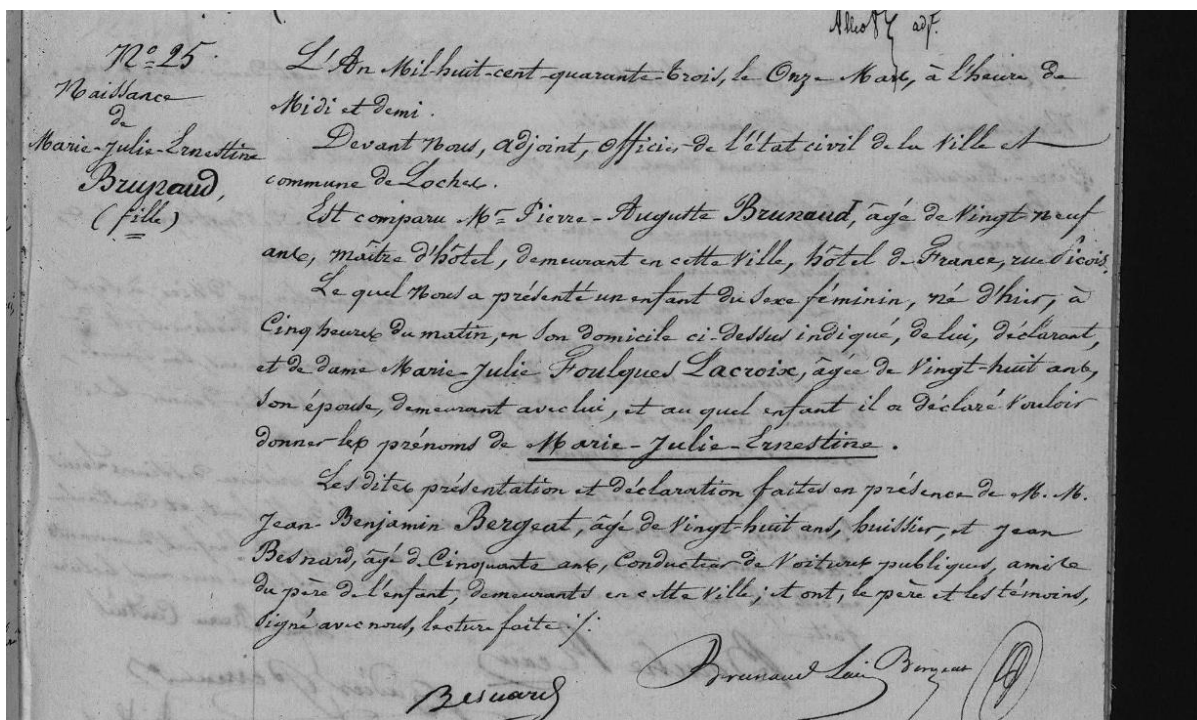 adj.
N° 25.
Naissance
de
Marie-Julie-Ernestine
Brunaud,
(fille)
L'An Mil-huit-cent-quarante-trois, le Onze Mars, à l'heure de
Midi et demi.
Devant Nous, adjoint, officier de l'état civil de la Ville et
commune de Loches.
Est comparu Mr. Pierre-Auguste Brunaud, âgé de Vingt-neuf
ans, maître d'hôtel, demeurant en cette Ville, hôtel de France, rue Picois.
Le quel Nous a présenté un enfant du sexe féminin, né d'hier, à
Cinq heures du matin, en son domicile ci-dessus indiqué, de lui, déclarant,
et de dame Marie-Julie Foulques Lacroix, âgée de Vingt-huit ans,
son épouse, demeurant avec lui, et au quel enfant il a déclaré Vouloir
donner les prénoms de Marie-Julie-Ernestine.
Les dites présentation et déclaration faites en présence de M. M.
Jean-Benjamin Bergeat, âgé de Vingt-huit ans, huissier, et Jean
Besnard, âgé de Cinquante ans, Conducteur de Voitures publiques, amis
du père de l'enfant, demeurants en cette Ville; et ont, le père et les témoins,
signé avec nous, lecture faite ./.
Brunaud Bergeat
Besnard